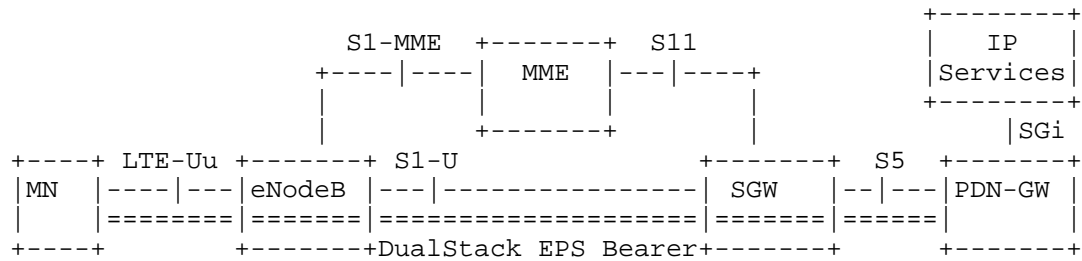 IP
S1-MME MME S11 Services
SGi
LTE-Uu S1-U S5
MN eNodeB SGW PDN-GW
DualStack EPS Bearer